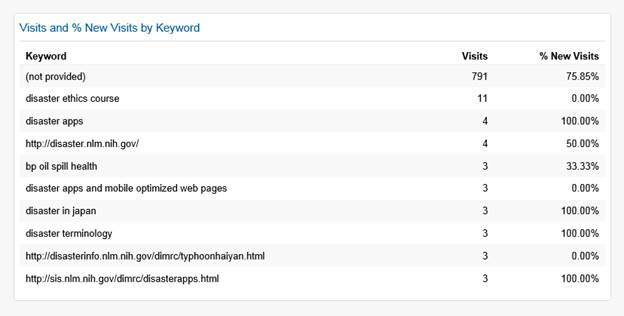 Visits and % New Visits by Keyword
Keyword Visits % New Visits
(not provided) 791 75.85%
disaster ethics course 11 0.00%
disaster apps 4 100.00%
http://disaster.nlm.nih.gov/ 4 50.00%
bp oil spill health 3 33.33%
disaster apps and mobile optimized web pages 3 0.00%
disaster in japan 3 100.00%
disaster terminology 3 100.00%
http://disasterinfo.nlm.nih.gov/dimrc/typhoonhaiyan.html 3 0.00%
http://sis.nlm.nih.gov/dimrc/disasterapps.html 3 100.00%